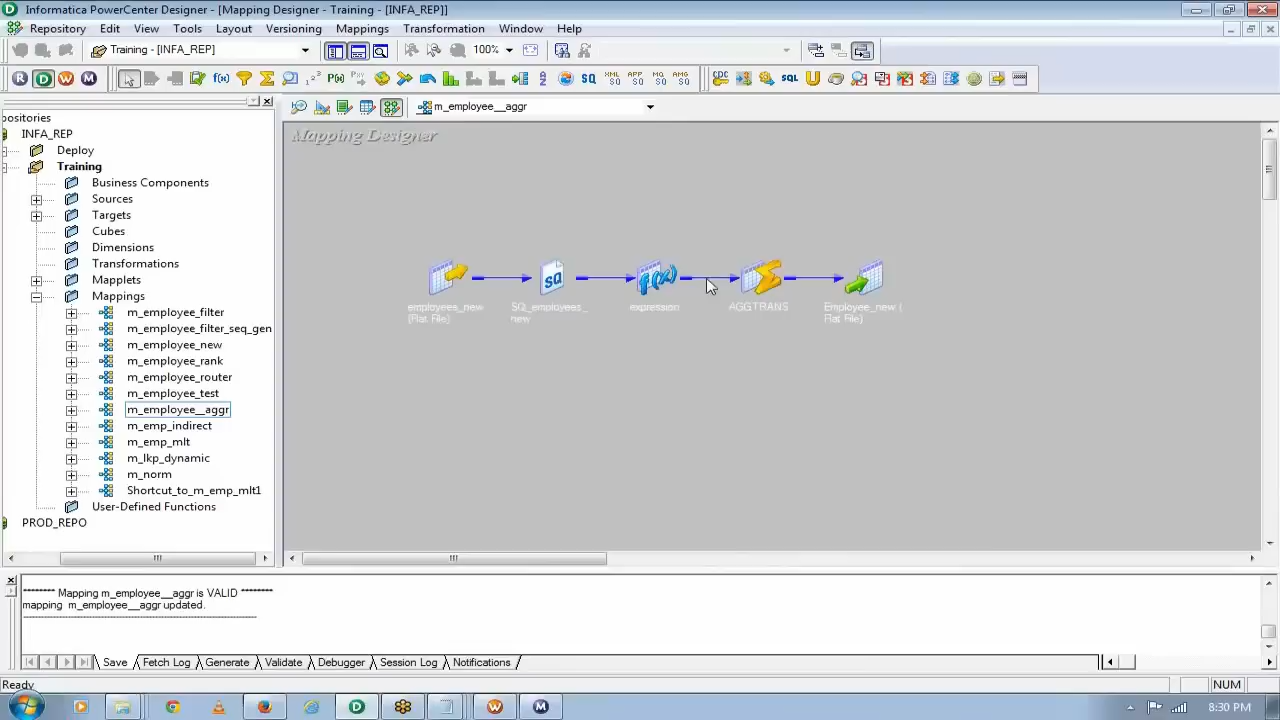 Informatica PowerCenter Designer - [Mapping Designer - Training - [INFA_REP]]
Repository Edit View Tools Layout Versioning Mappings Transformation Window Help
Training - [INFA_REP]
100%
m_employee__aggr
ositories
INFA_REP
Deploy
Training
Business Components
Sources
Targets
Cubes
Dimensions
Transformations
Mapplets
Mappings
m_employee_filter
m_employee_filter_seq_gen
m_employee_new
m_employee_rank
m_employee_router
m_employee_test
m_employee__aggr
m_emp_indirect
m_emp_mlt
m_lkp_dynamic
m_norm
Shortcut_to_m_emp_mlt1
User-Defined Functions
PROD_REPO
Mapping Designer
employees_new
(Flat File)
SQ_employees_
new
expression
AGGTRANS
Employee_new (
Flat File)
******** Mapping m_employee__aggr is VALID ********
mapping m_employee__aggr updated.
Save Fetch Log Generate Validate Debugger Session Log Notifications
Ready
NUM
8:30 PM